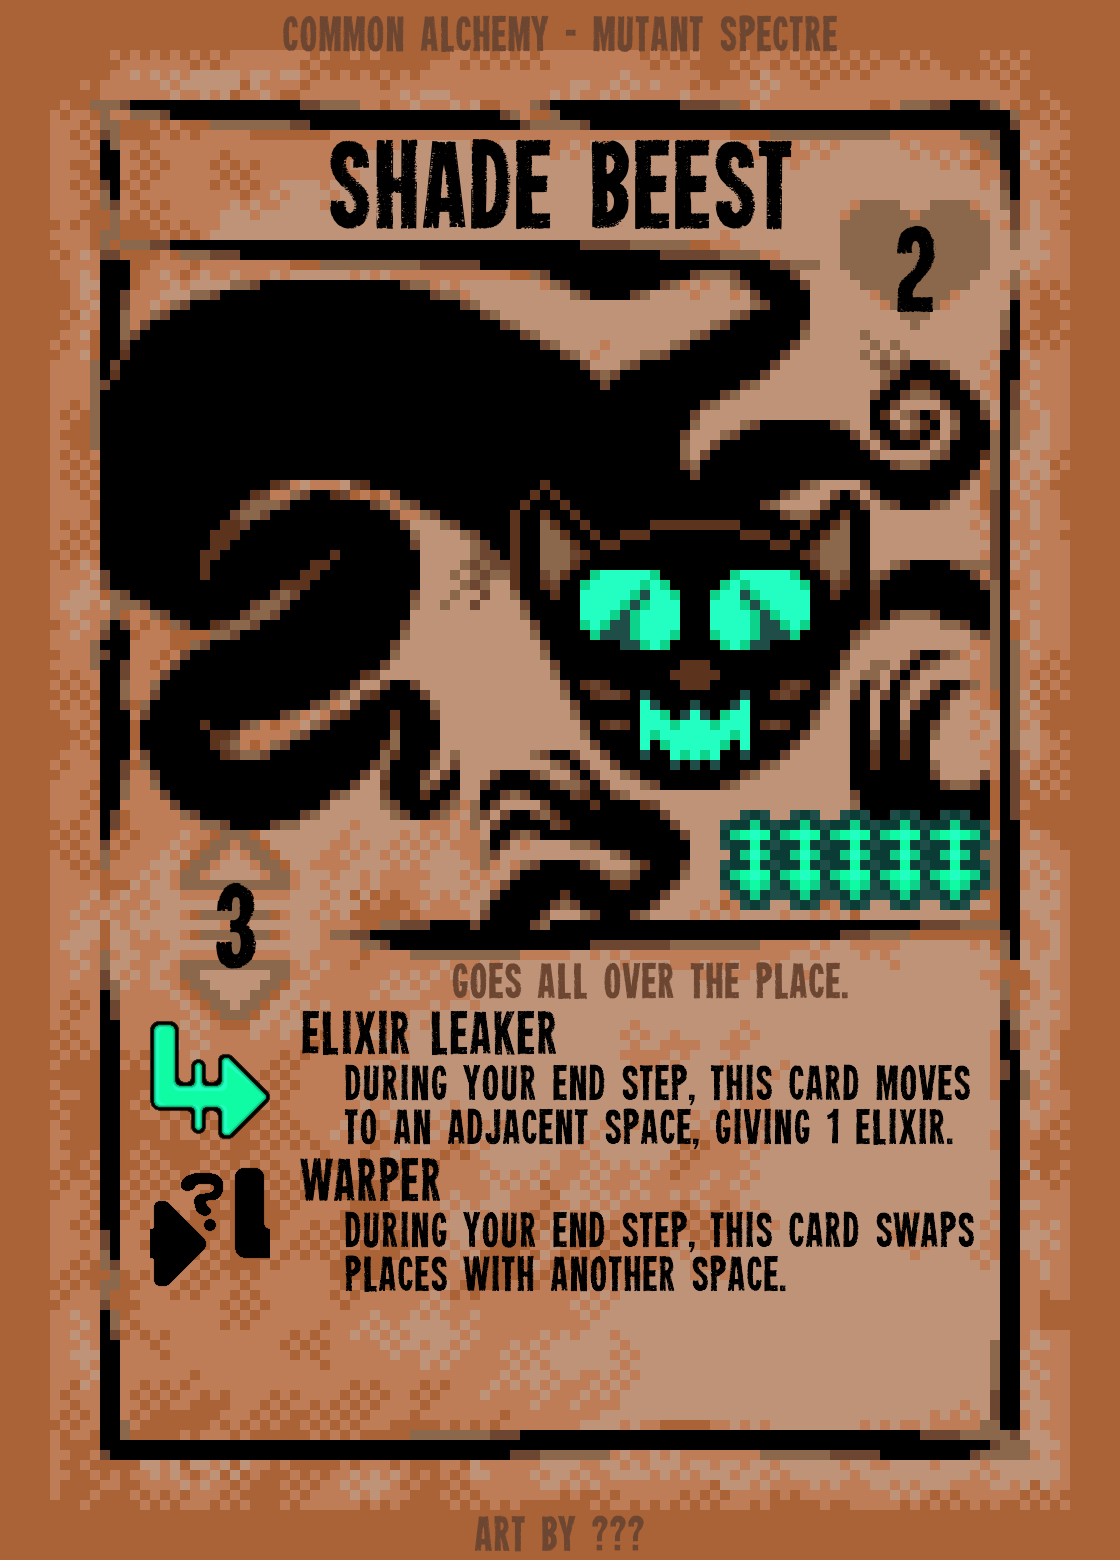 COMMON ALCHEMY - MUTANT SPECTRE
SHADE BEEST
2
3
GOES ALL OVER THE PLACE.
ELIXIR LEAKER
DURING YOUR END STEP, THIS CARD MOVES
TO AN ADJACENT SPACE, GIVING 1 ELIXIR.
?
WARPER
DURING YOUR END STEP, THIS CARD SWAPS
PLACES WITH ANOTHER SPACE.
ART BY ???